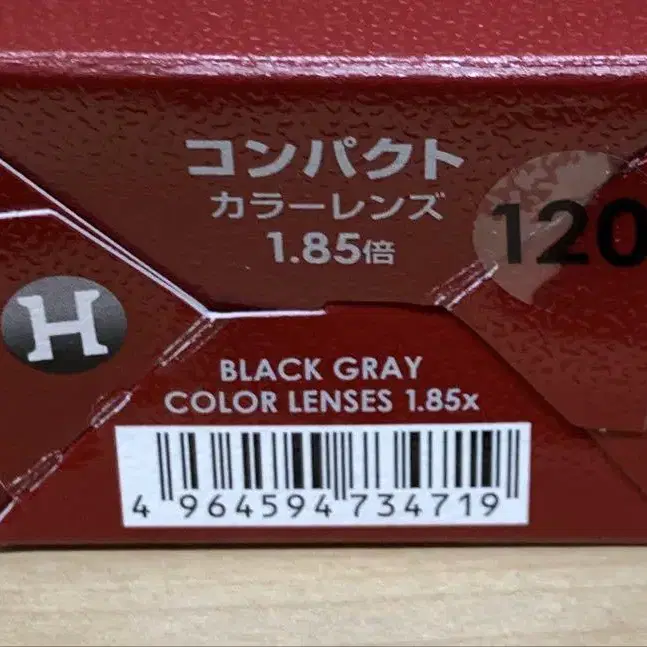 コンパクト
カラーレンズ
1.85倍
120
H
BLACK GRAY
COLOR LENSES 1.85x
4 964594 734719